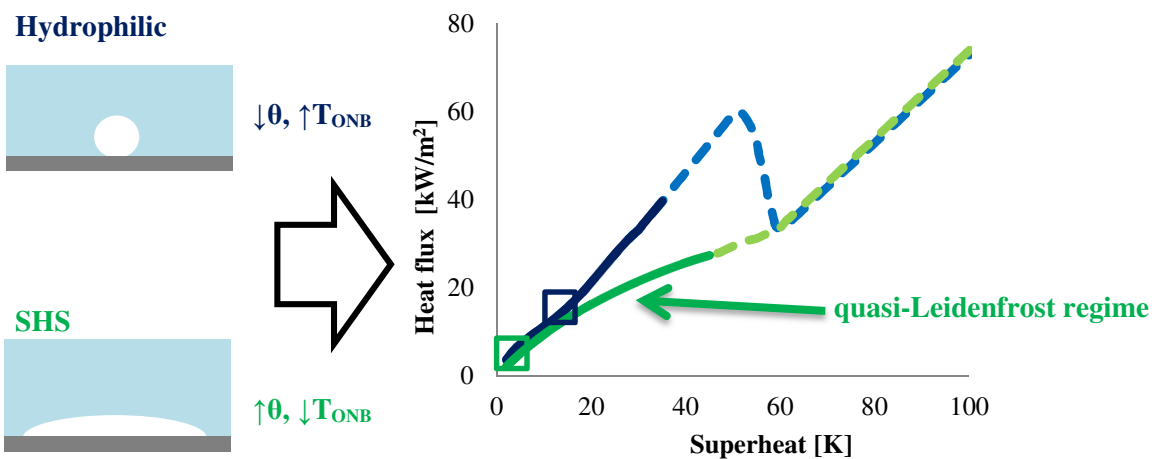 Hydrophilic
↓θ, ↑TONB
SHS
↑θ, ↓TONB
Heat flux [kW/m²]
80
60
40
20
0
quasi-Leidenfrost regime
0 20 40 60 80 100
Superheat [K]